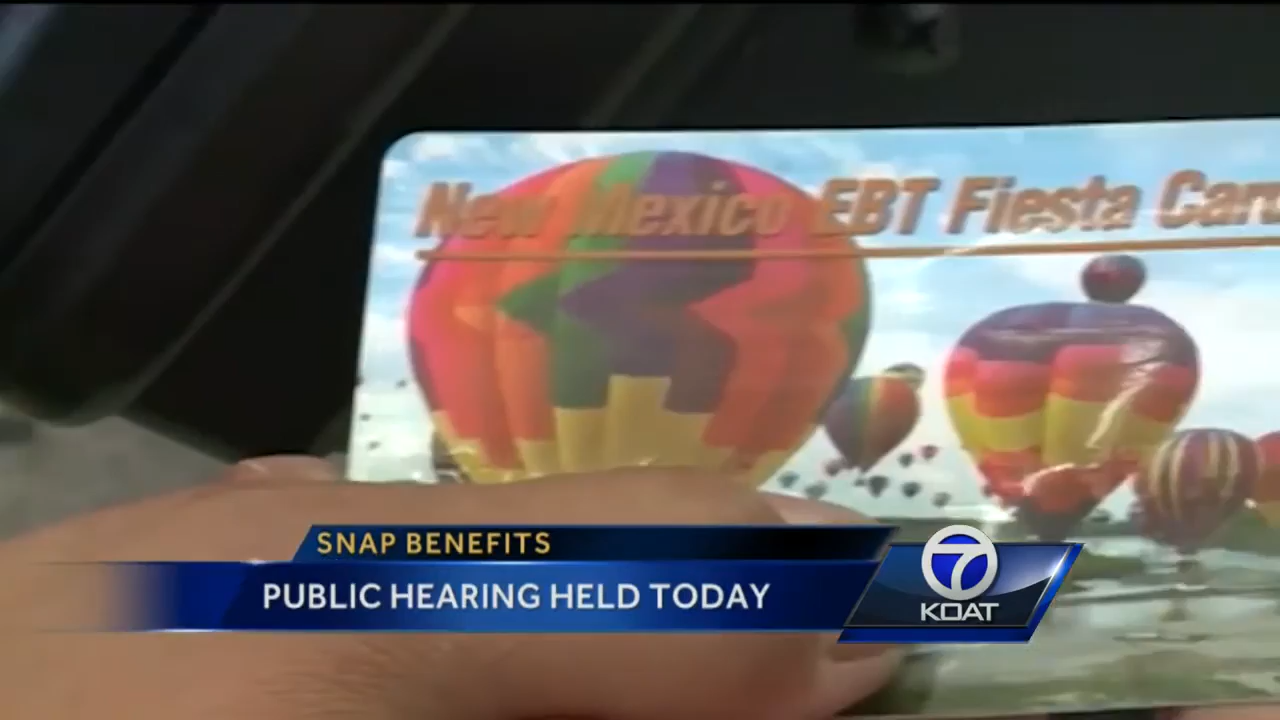 New Mexico EBT Fiesta Card
SNAP BENEFITS
PUBLIC HEARING HELD TODAY
7
KOAT